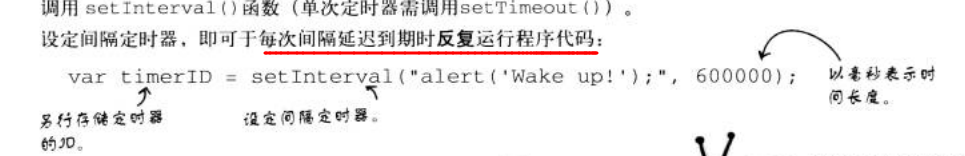 调用 setInterval()函数（单次定时器需调用setTimeout()）。
设定间隔定时器，即可于每次间隔延迟到期时反复运行程序代码：
var timerID = setInterval("alert('Wake up!');", 600000);
以毫秒表示时
间长度。
另行存储定时器
的ID。
设定间隔定时器。